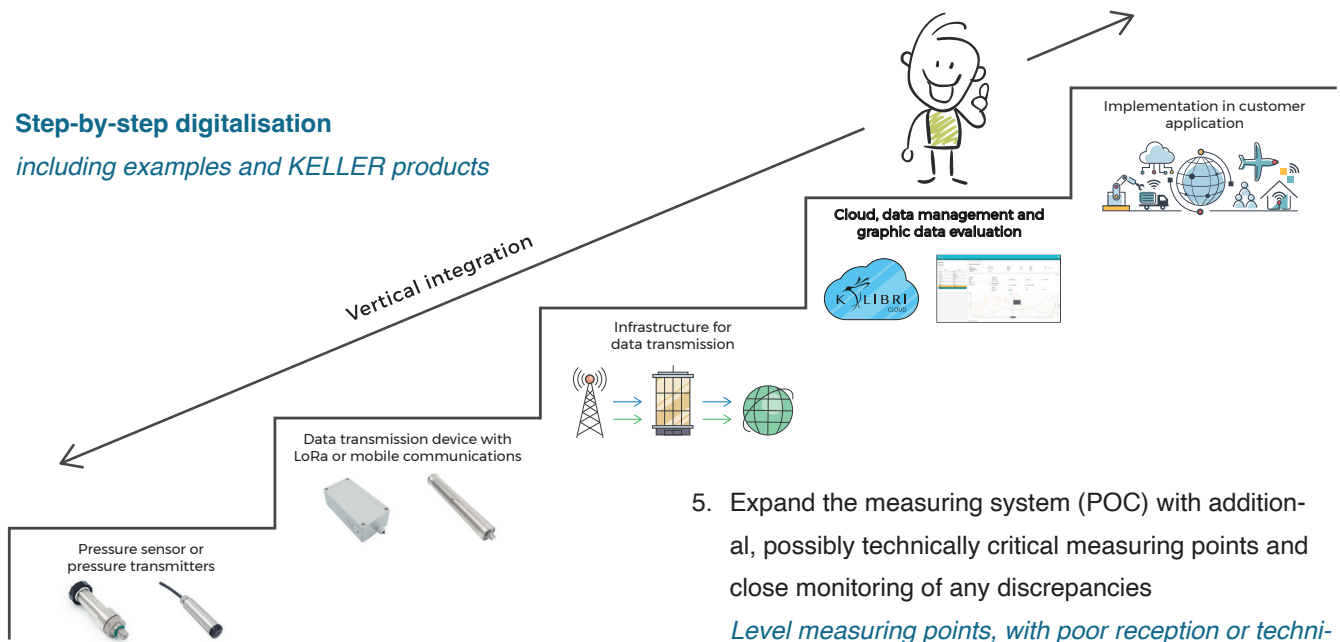 Step-by-step digitalisation
including examples and KELLER products
Vertical integration
Implementation in customer
application
Cloud, data management and
graphic data evaluation
K LIBRI
CLOUD
Infrastructure for
data transmission
Data transmission device with
LoRa or mobile communications
Pressure sensor or
pressure transmitters
5. Expand the measuring system (POC) with addition-
al, possibly technically critical measuring points and
close monitoring of any discrepancies
Level measuring points, with poor reception or techni-